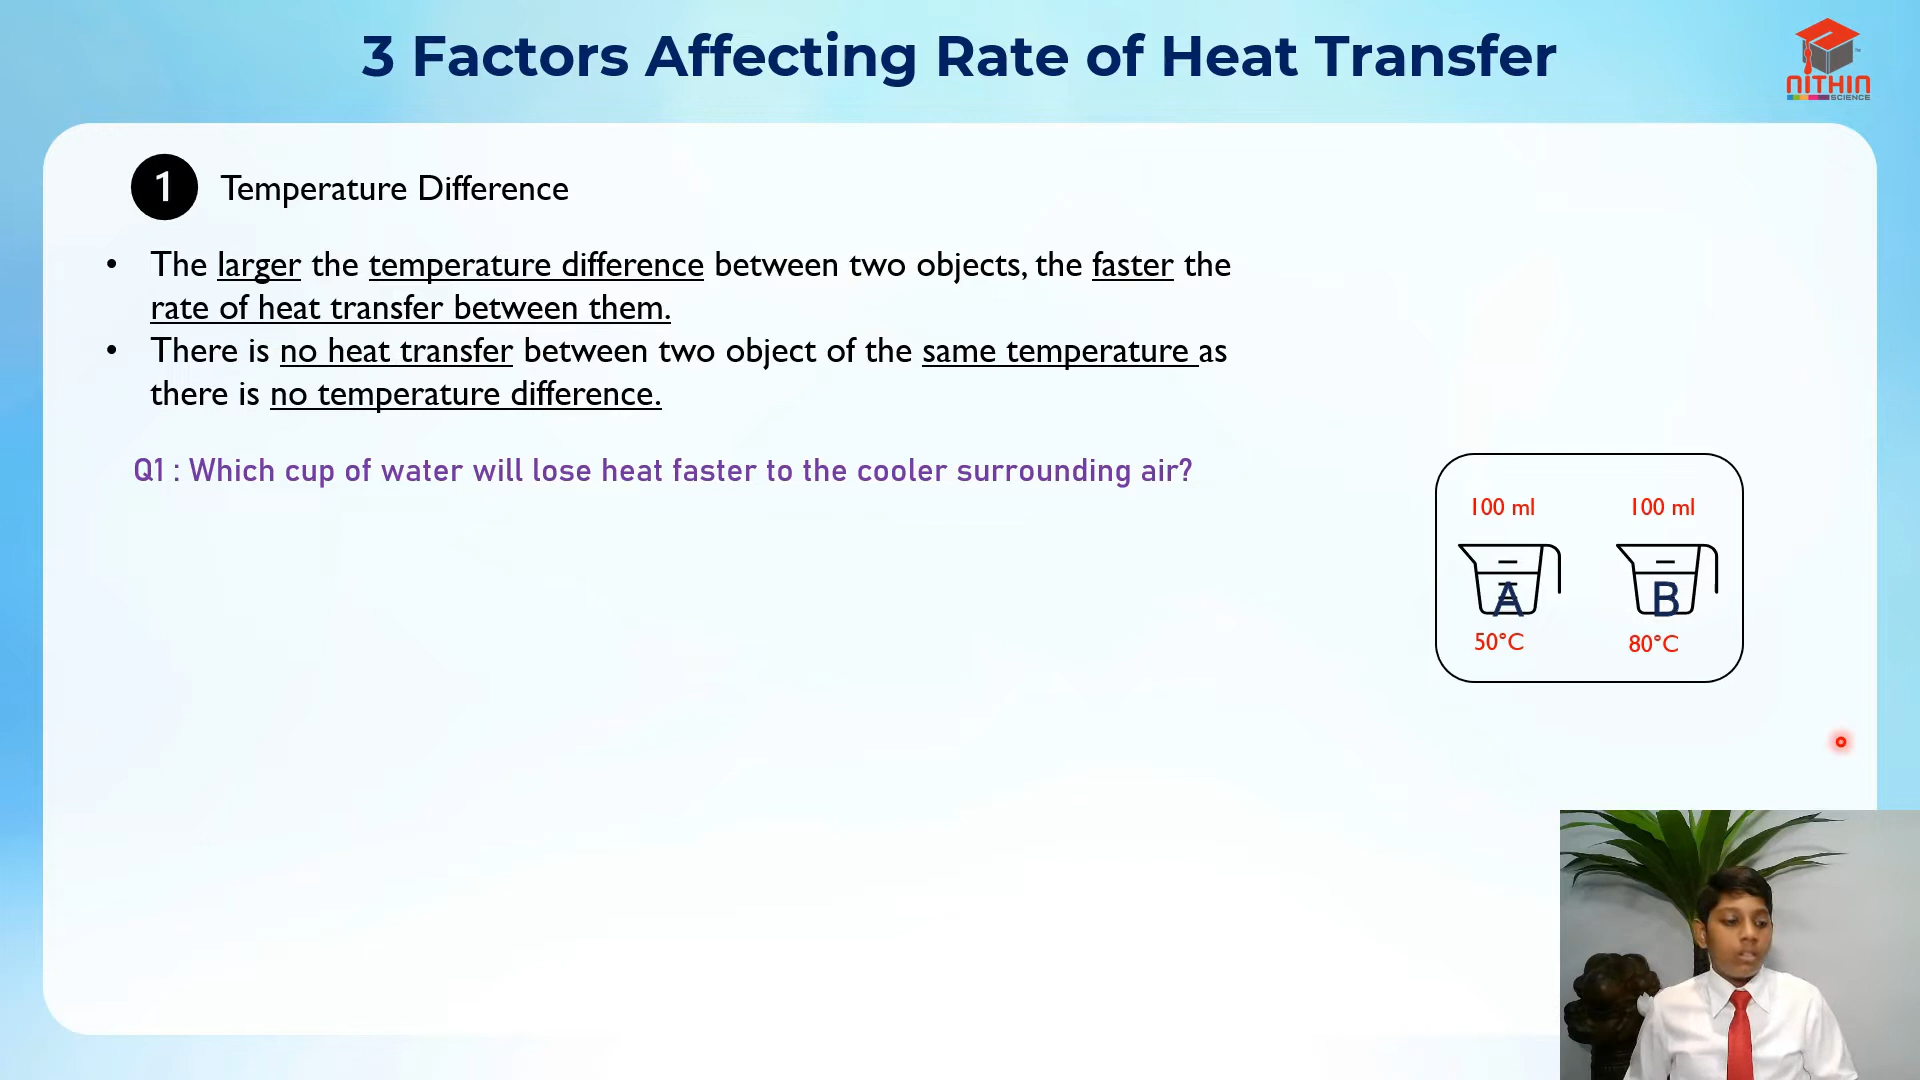 3 Factors Affecting Rate of Heat Transfer
NITHIN
SCIENCE
1 Temperature Difference
• The larger the temperature difference between two objects, the faster the
rate of heat transfer between them.
• There is no heat transfer between two object of the same temperature as
there is no temperature difference.
Q1 : Which cup of water will lose heat faster to the cooler surrounding air?
100 ml 100 ml
A B
50°C 80°C